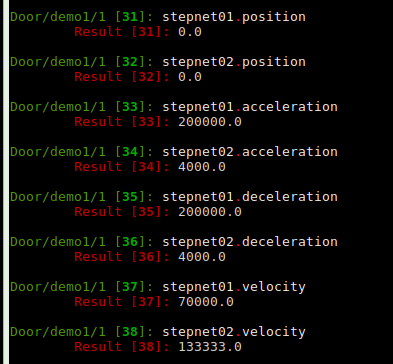 Door/demo1/1 [31]: stepnet01.position
Result [31]: 0.0
Door/demo1/1 [32]: stepnet02.position
Result [32]: 0.0
Door/demo1/1 [33]: stepnet01.acceleration
Result [33]: 200000.0
Door/demo1/1 [34]: stepnet02.acceleration
Result [34]: 4000.0
Door/demo1/1 [35]: stepnet01.deceleration
Result [35]: 200000.0
Door/demo1/1 [36]: stepnet02.deceleration
Result [36]: 4000.0
Door/demo1/1 [37]: stepnet01.velocity
Result [37]: 70000.0
Door/demo1/1 [38]: stepnet02.velocity
Result [38]: 133333.0